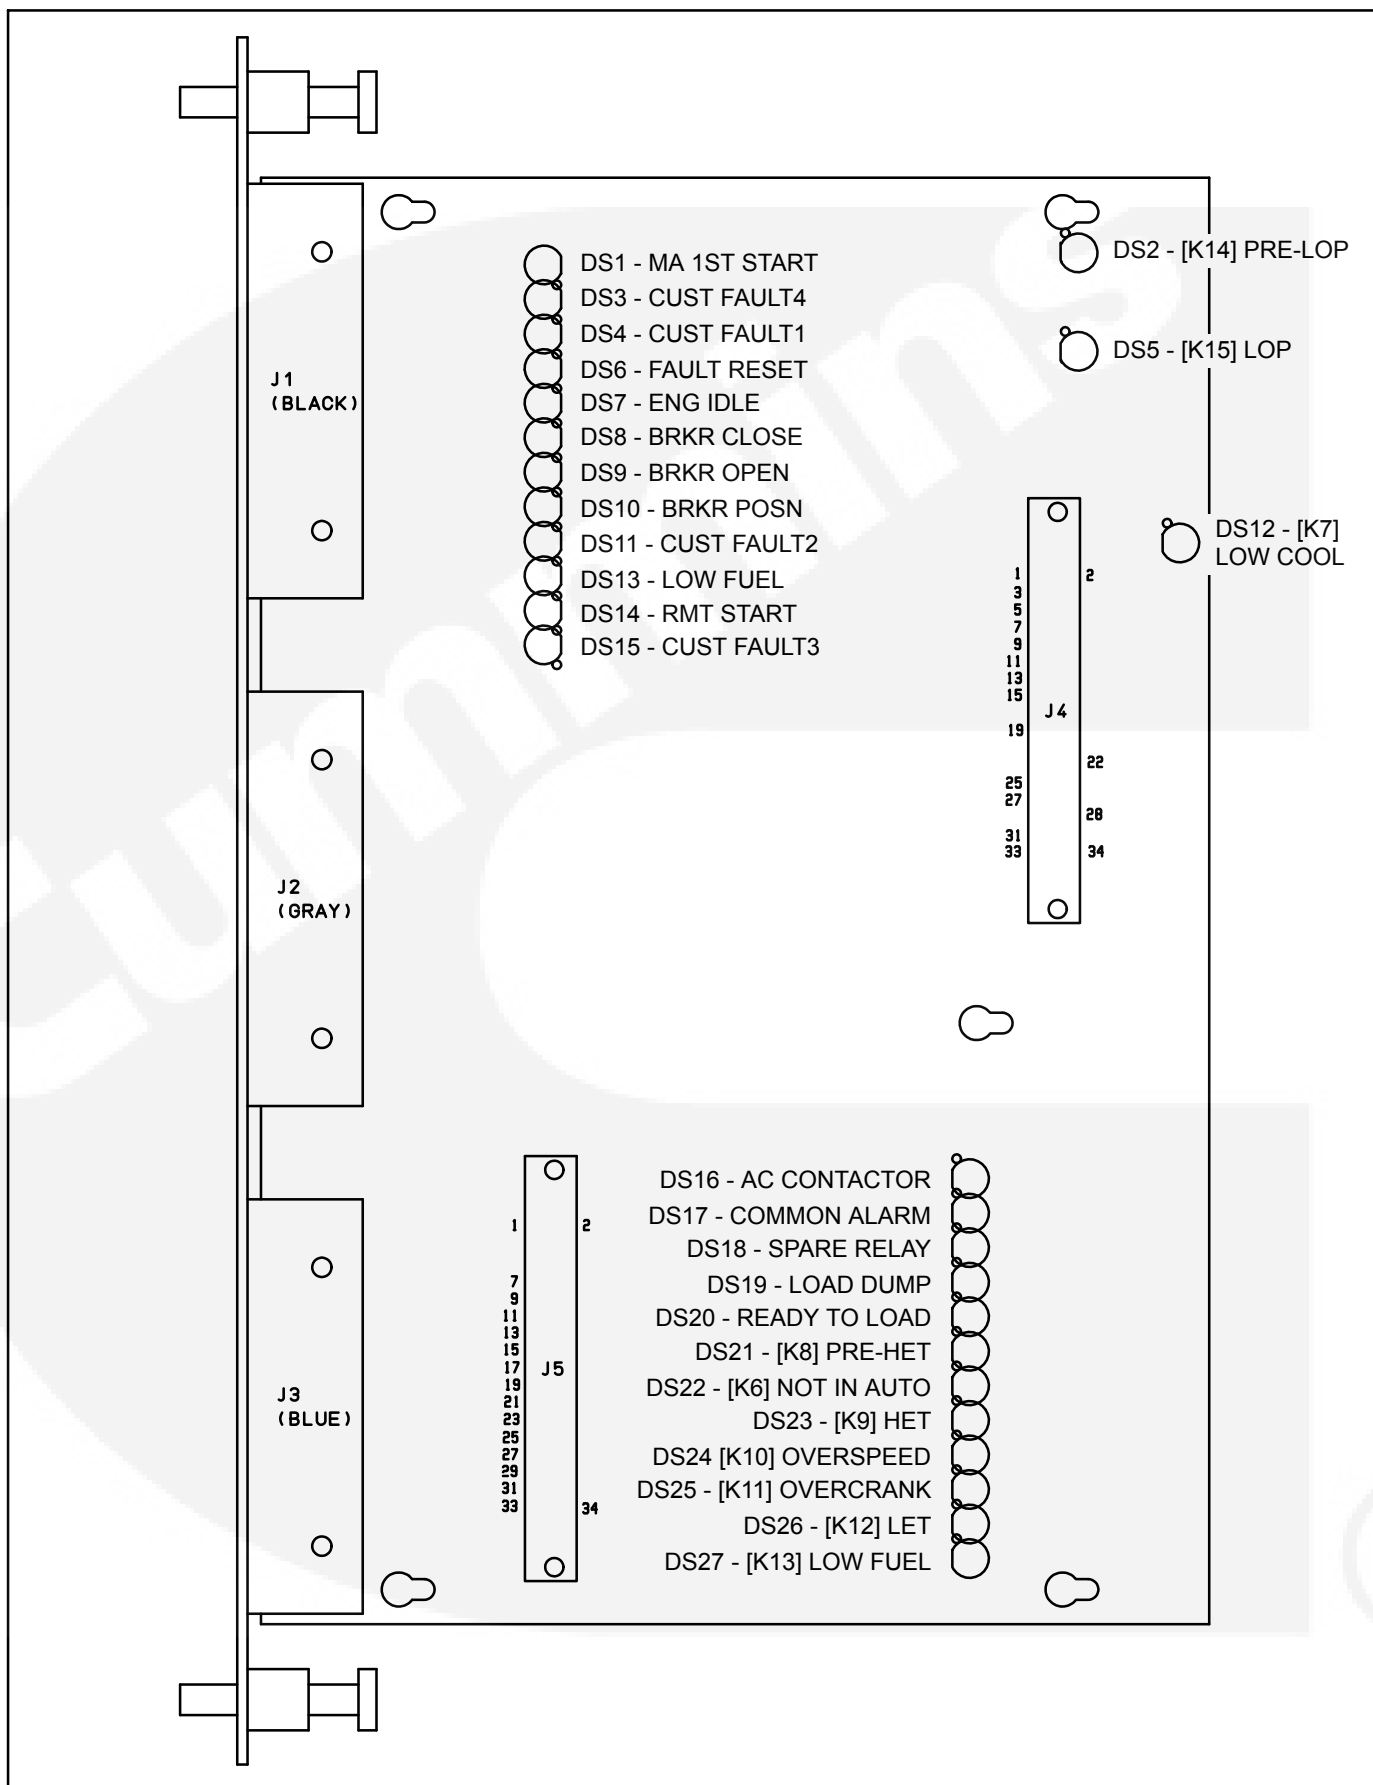 DS1 - MA 1ST START
DS3 - CUST FAULT4
DS4 - CUST FAULT1
DS6 - FAULT RESET
DS7 - ENG IDLE
DS8 - BRKR CLOSE
DS9 - BRKR OPEN
DS10 - BRKR POSN
DS11 - CUST FAULT2
DS13 - LOW FUEL
DS14 - RMT START
DS15 - CUST FAULT3
DS2 - [K14] PRE-LOP
DS5 - [K15] LOP
DS12 - [K7]
LOW COOL
J1
(BLACK)
J2
(GRAY)
J3
(BLUE)
J4
1
2
3
5
7
9
11
13
15
19
22
25
27
28
31
33
34
J5
1
2
7
9
11
13
15
17
19
21
23
25
27
29
31
33
34
DS16 - AC CONTACTOR
DS17 - COMMON ALARM
DS18 - SPARE RELAY
DS19 - LOAD DUMP
DS20 - READY TO LOAD
DS21 - [K8] PRE-HET
DS22 - [K6] NOT IN AUTO
DS23 - [K9] HET
DS24 [K10] OVERSPEED
DS25 - [K11] OVERCRANK
DS26 - [K12] LET
DS27 - [K13] LOW FUEL
Cummins